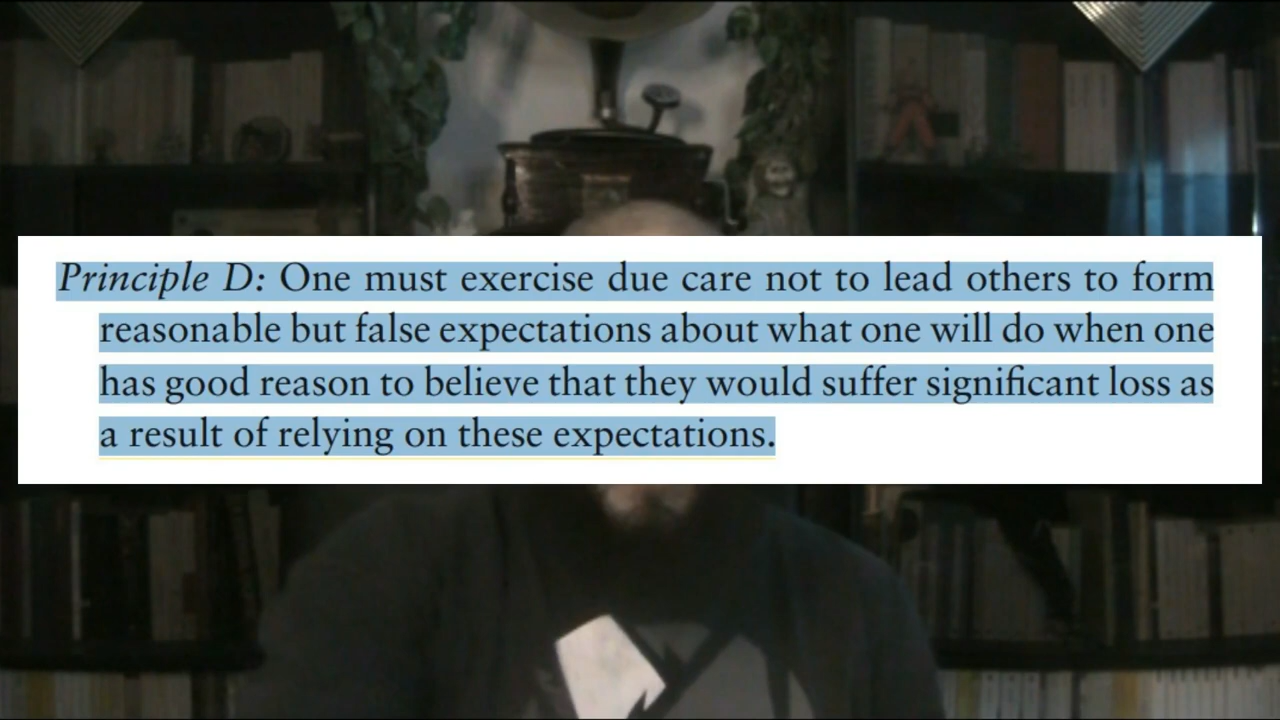 Principle D: One must exercise due care not to lead others to form
reasonable but false expectations about what one will do when one
has good reason to believe that they would suffer significant loss as
a result of relying on these expectations.